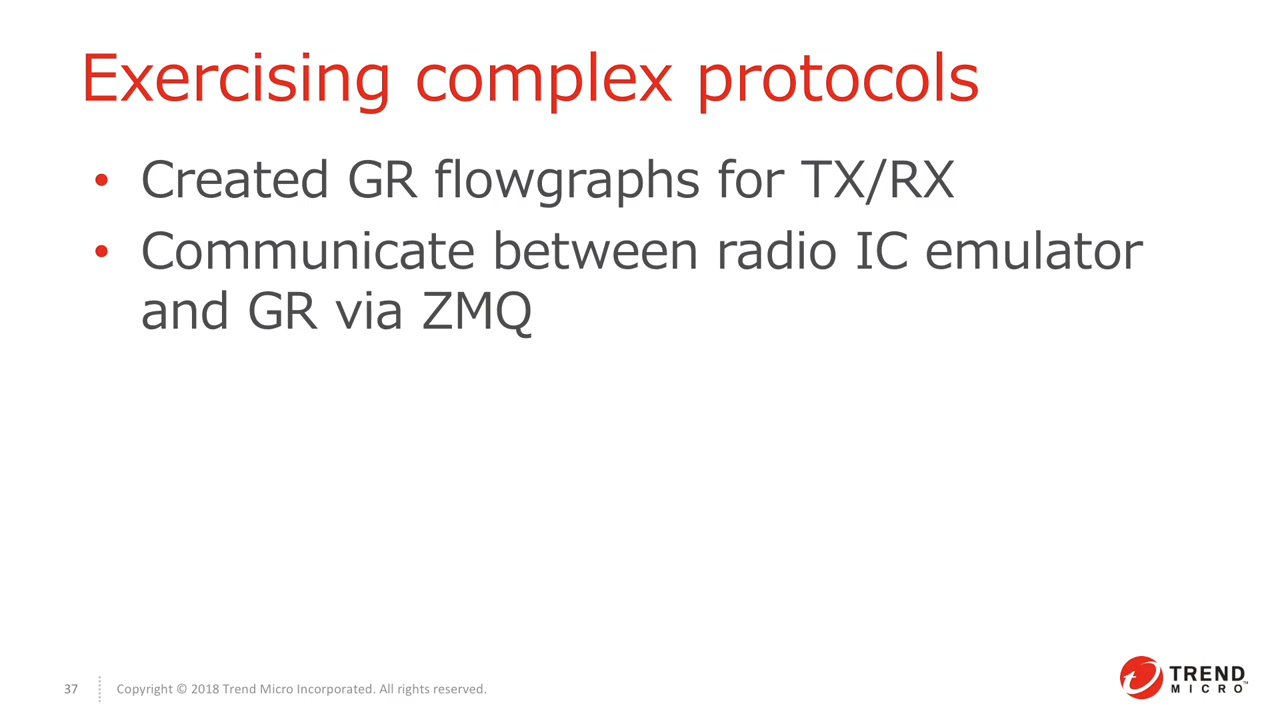 Exercising complex protocols
• Created GR flowgraphs for TX/RX
• Communicate between radio IC emulator
and GR via ZMQ
37
Copyright © 2018 Trend Micro Incorporated. All rights reserved.
TREND
MICRO™